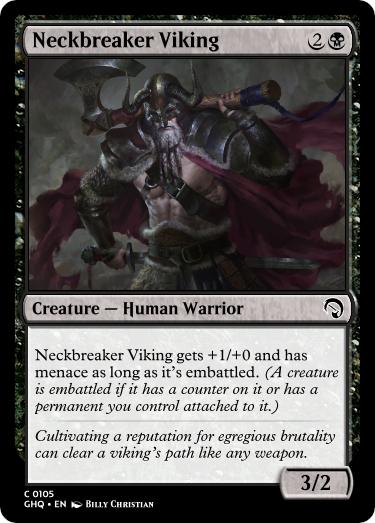 Neckbreaker Viking 2
Creature — Human Warrior
Neckbreaker Viking gets +1/+0 and has
menace as long as it's embattled. (A creature
is embattled if it has a counter on it or has a
permanent you control attached to it.)
Cultivating a reputation for egregious brutality
can clear a viking's path like any weapon.
3/2
C 0105
GHQ • EN Billy Christian